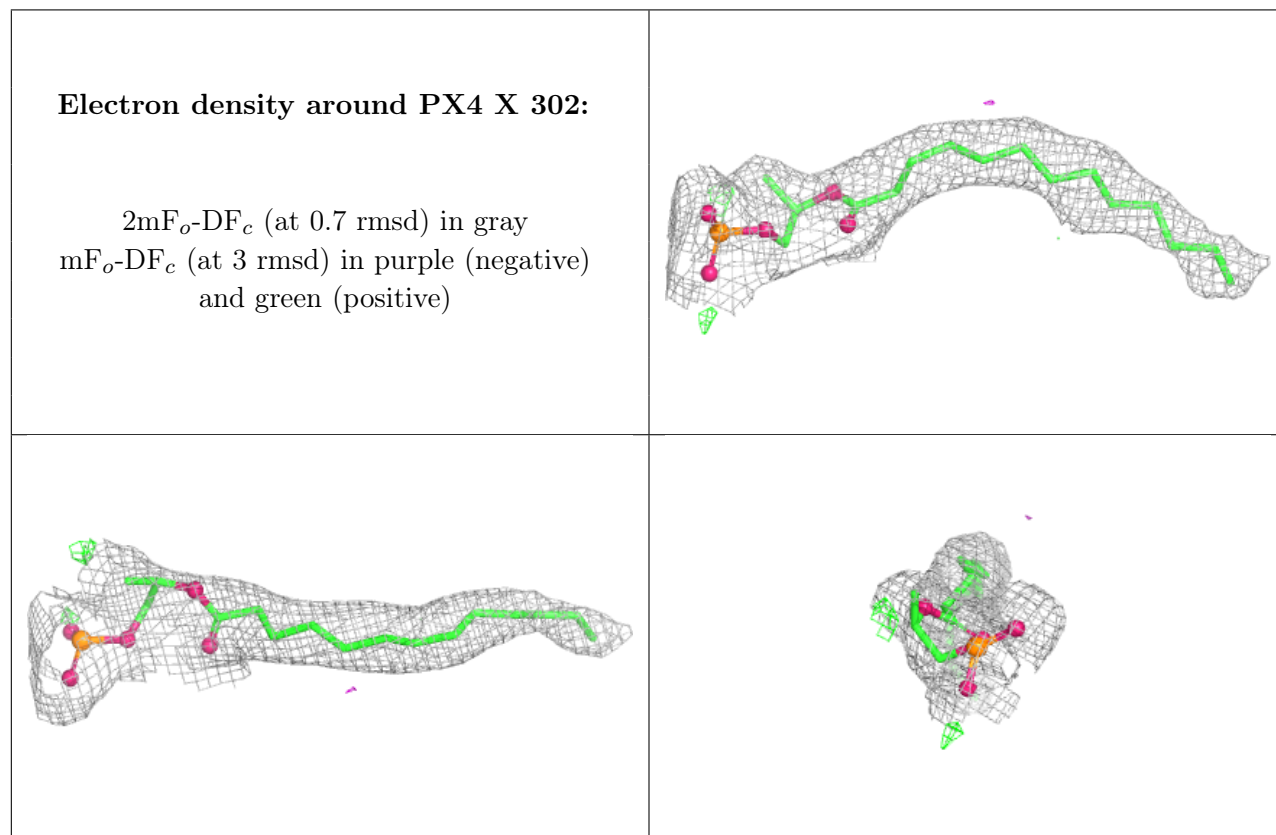 Electron density around PX4 X 302:
2mFo-DFc (at 0.7 rmsd) in gray
mFo-DFc (at 3 rmsd) in purple (negative)
and green (positive)